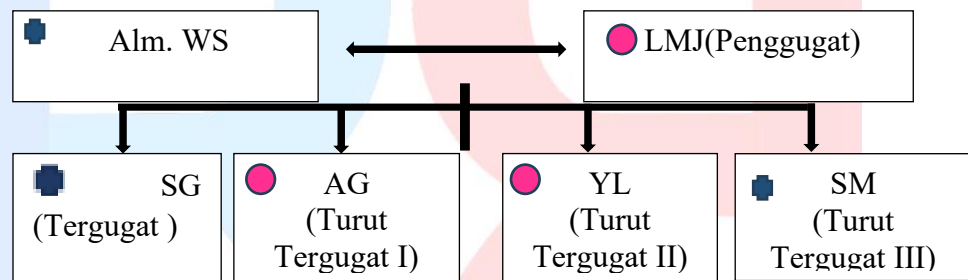 Alm. WS
LMJ(Penggugat)
SG
(Tergugat )
AG
(Turut
Tergugat I)
YL
(Turut
Tergugat II)
SM
(Turut
Tergugat III)